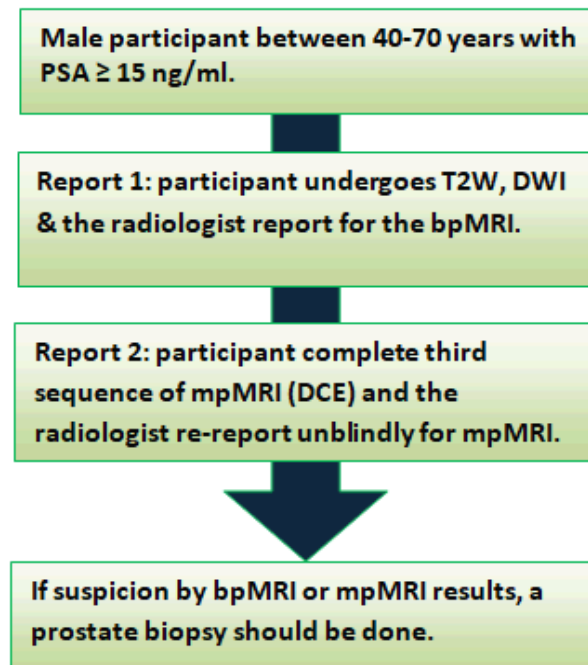 Male participant between 40-70 years with
PSA ≥ 15 ng/ml.
Report 1: participant undergoes T2W, DWI
& the radiologist report for the bpMRI.
Report 2: participant complete third
sequence of mpMRI (DCE) and the
radiologist re-report unblindly for mpMRI.
If suspicion by bpMRI or mpMRI results, a
prostate biopsy should be done.